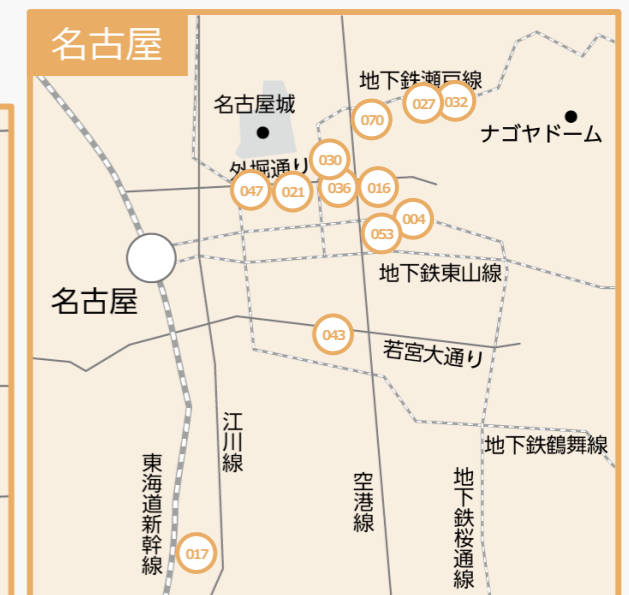 名古屋
地下鉄瀬戸線
名古屋城
027
032
070
ナゴヤドーム
外堀通り
030
047
021
036
016
004
053
地下鉄東山線
名古屋
043
若宮大通り
江川線
地下鉄鶴舞線
東海道新幹線
空港線
地下鉄桜通線
017